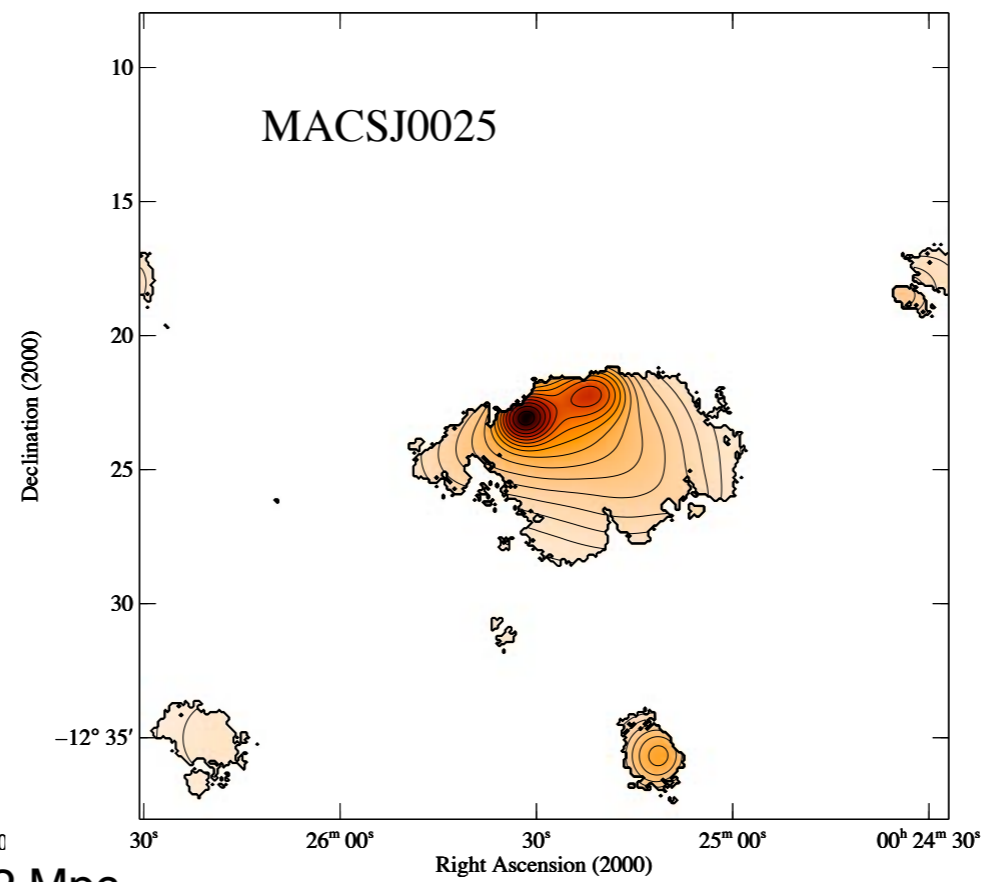 MACSJ0025
10
15
20
25
30
−12° 35′
Declination (2000)
30ˢ
26ᵐ 00ˢ
30ˢ
25ᵐ 00ˢ
00ʰ 24ᵐ 30ˢ
Right Ascension (2000)
Mpc